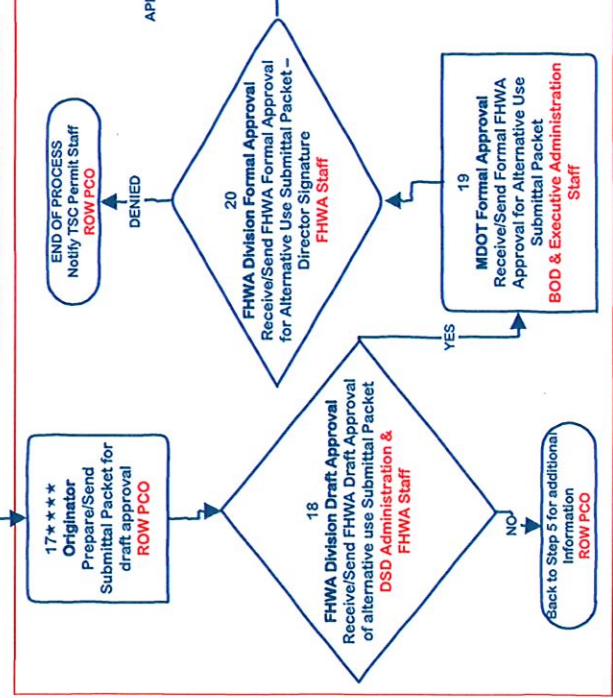 17★★★★
Originator
Prepare/Send
Submittal Packet for
draft approval
ROW PCO
18
FHWA Division Draft Approval
Receive/Send FHWA Draft Approval
of alternative use Submittal Packet
DSD Administration &
FHWA Staff
NO
Back to Step 5 for additional
Information
ROW PCO
YES
19
MDOT Formal Approval
Receive/Send Formal FHWA
Approval for Alternative Use
Submittal Packet
BOD & Executive Administration
Staff
20
FHWA Division Formal Approval
Receive/Send FHWA Formal Approval
for Alternative Use Submittal Packet –
Director Signature
FHWA Staff
DENIED
END OF PROCESS
Notify TSC Permit Staff
ROW PCO